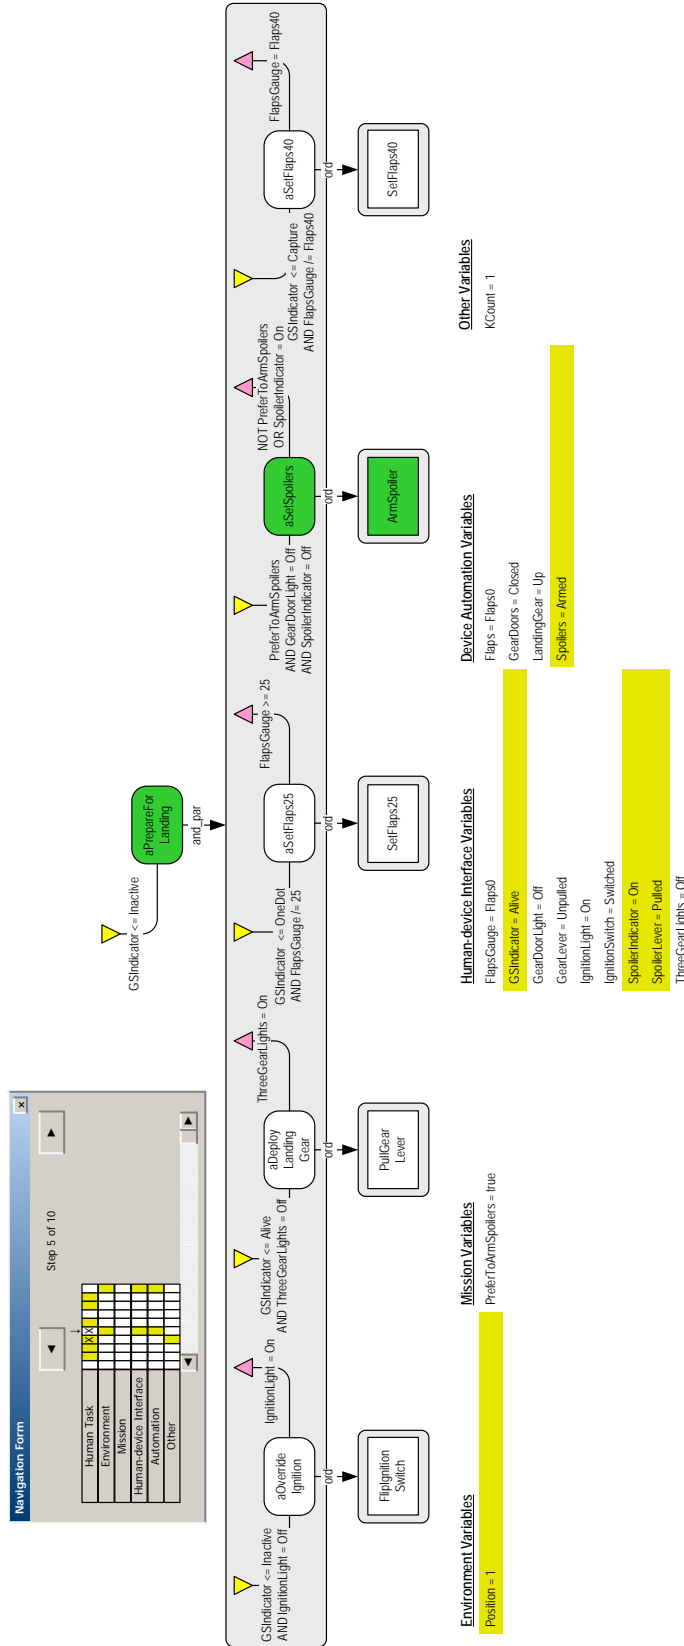 Navigation Form
x
Step 5 of 10
Human Task
X X X
Environment
Mission
Human-device Interface
Automation
Other
GSIndicator <= Inactive
aPrepareFor
Landing
and_par
GSIndicator <= Inactive
AND IgnitionLight = Off
aOverride
Ignition
IgnitionLight = On
ord
FlipIgnition
Switch
GSIndicator <= Alive
AND ThreeGearLights = Off
aDeploy
Landing
Gear
ThreeGearLights = On
ord
PullGear
Lever
GSIndicator <= OneDot
AND FlapsGauge /= 25
aSetFlaps25
FlapsGauge >= 25
ord
SetFlaps25
PreferToArmSpoilers
AND GearDoorLight = Off
AND SpoilerIndicator = Off
aSetSpoilers
NOT PreferToArmSpoilers
OR SpoilerIndicator = On
ord
ArmSpoiler
GSIndicator <= Capture
AND FlapsGauge /= Flaps40
aSetFlaps40
FlapsGauge = Flaps40
ord
SetFlaps40
Environment Variables
Position = 1
Mission Variables
PreferToArmSpoilers = true
Human-device Interface Variables
FlapsGauge = Flaps0
GSIndicator = Alive
GearDoorLight = Off
GearLever = Unpulled
IgnitionLight = On
IgnitionSwitch = Switched
SpoilerIndicator = On
SpoilerLever = Pulled
ThreeGearLights = Off
Device Automation Variables
Flaps = Flaps0
GearDoors = Closed
LandingGear = Up
Spoilers = Armed
Other Variables
KCount = 1